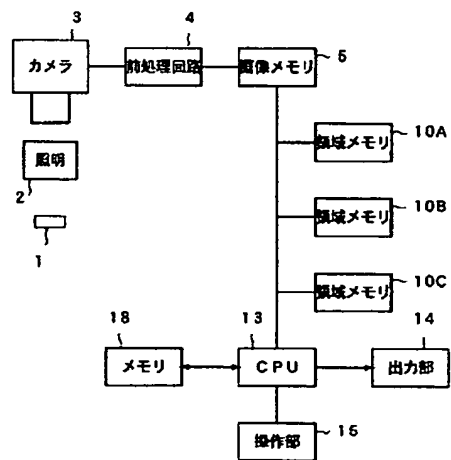 3
4
5
カメラ
前処理回路
画像メモリ
照明
2
1
10A
領域メモリ
10B
領域メモリ
10C
領域メモリ
18
13
14
メモリ
CPU
出力部
操作部
15